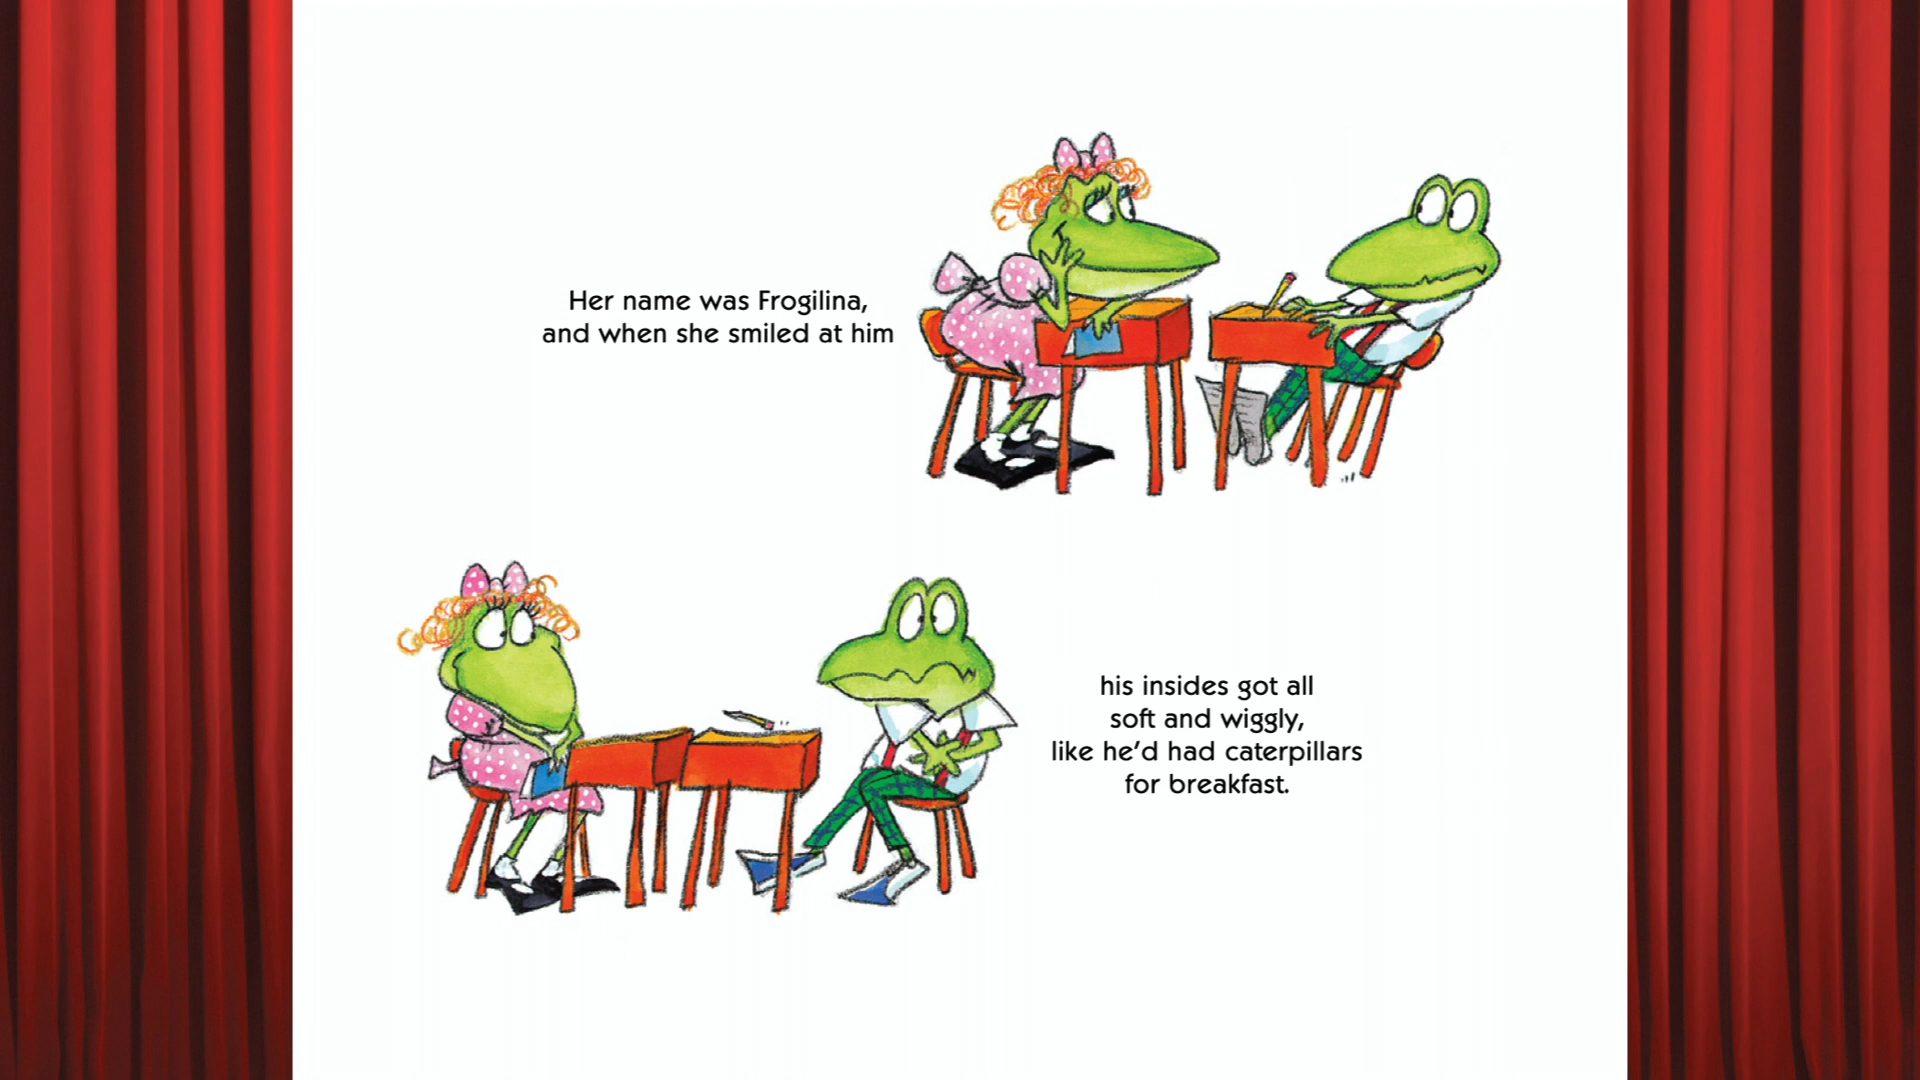 Her name was Frogilina,
and when she smiled at him
his insides got all
soft and wiggly,
like he'd had caterpillars
for breakfast.